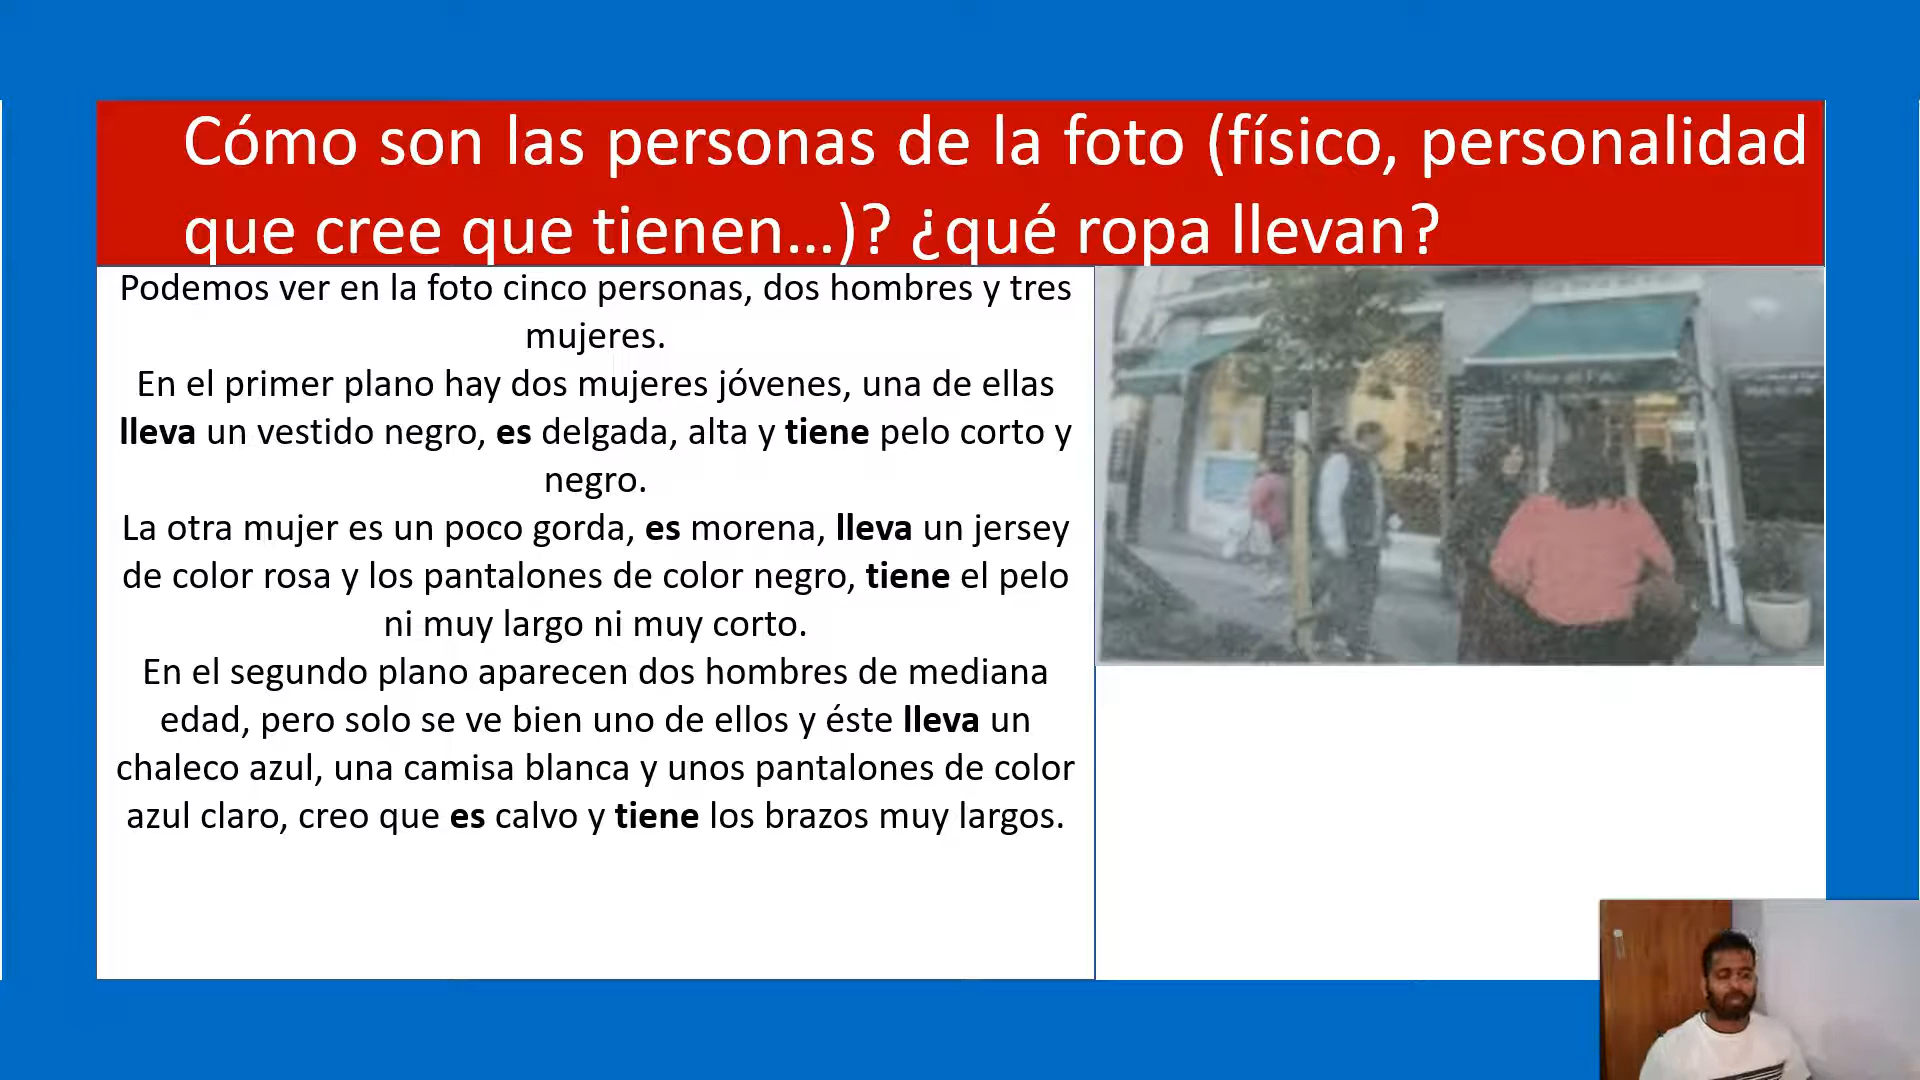 Cómo son las personas de la foto (físico, personalidad
que cree que tienen...)? ¿qué ropa llevan?
Podemos ver en la foto cinco personas, dos hombres y tres
mujeres.
En el primer plano hay dos mujeres jóvenes, una de ellas
lleva un vestido negro, es delgada, alta y tiene pelo corto y
negro.
La otra mujer es un poco gorda, es morena, lleva un jersey
de color rosa y los pantalones de color negro, tiene el pelo
ni muy largo ni muy corto.
En el segundo plano aparecen dos hombres de mediana
edad, pero solo se ve bien uno de ellos y éste lleva un
chaleco azul, una camisa blanca y unos pantalones de color
azul claro, creo que es calvo y tiene los brazos muy largos.